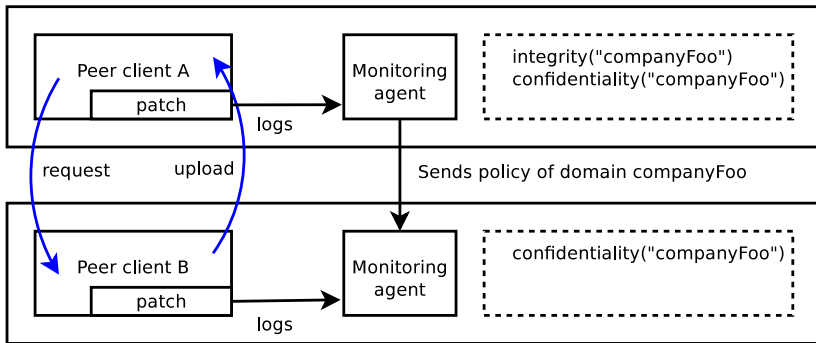 Peer client A
patch
logs
Monitoring
agent
integrity("companyFoo")
confidentiality("companyFoo")
request
upload
Sends policy of domain companyFoo
Peer client B
patch
logs
Monitoring
agent
confidentiality("companyFoo")